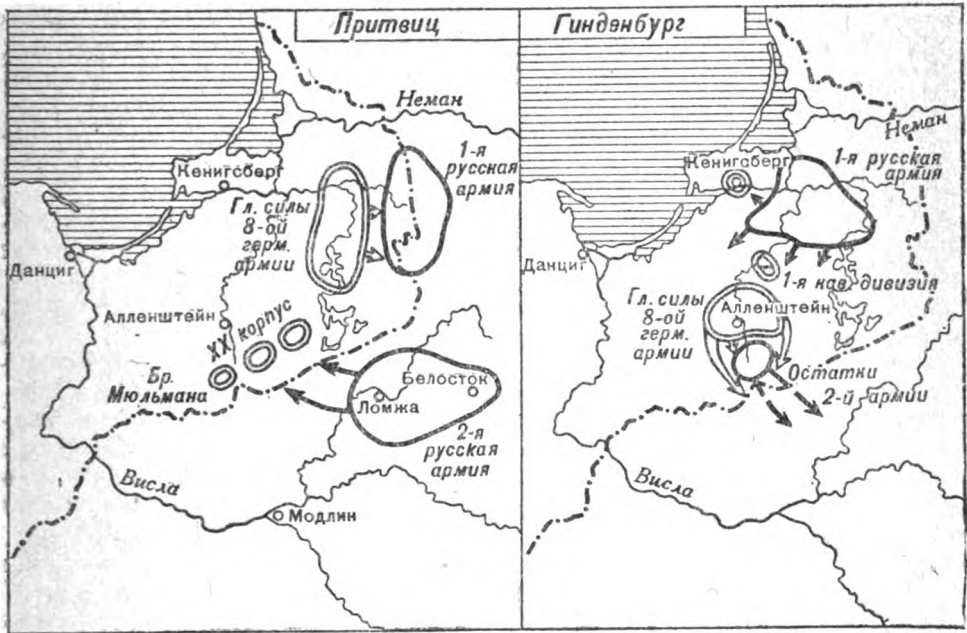 Притвиц
Неман
1-я
русская
армия
Кенигсберг
Гл. силы
8-ой
герм.
армии
Данциг
Алленштейн
XX корпус
Бр.
Мюльмана
Белосток
Ломжа
2-я
русская
армия
Висла
Модлин
Гинденбург
Неман
Кенигсберг
1-я русская
армия
Данциг
1-я кав. дивизия
Гл. силы
8-ой
герм.
армии
Алленштейн
Остатки
2-й армии
Висла